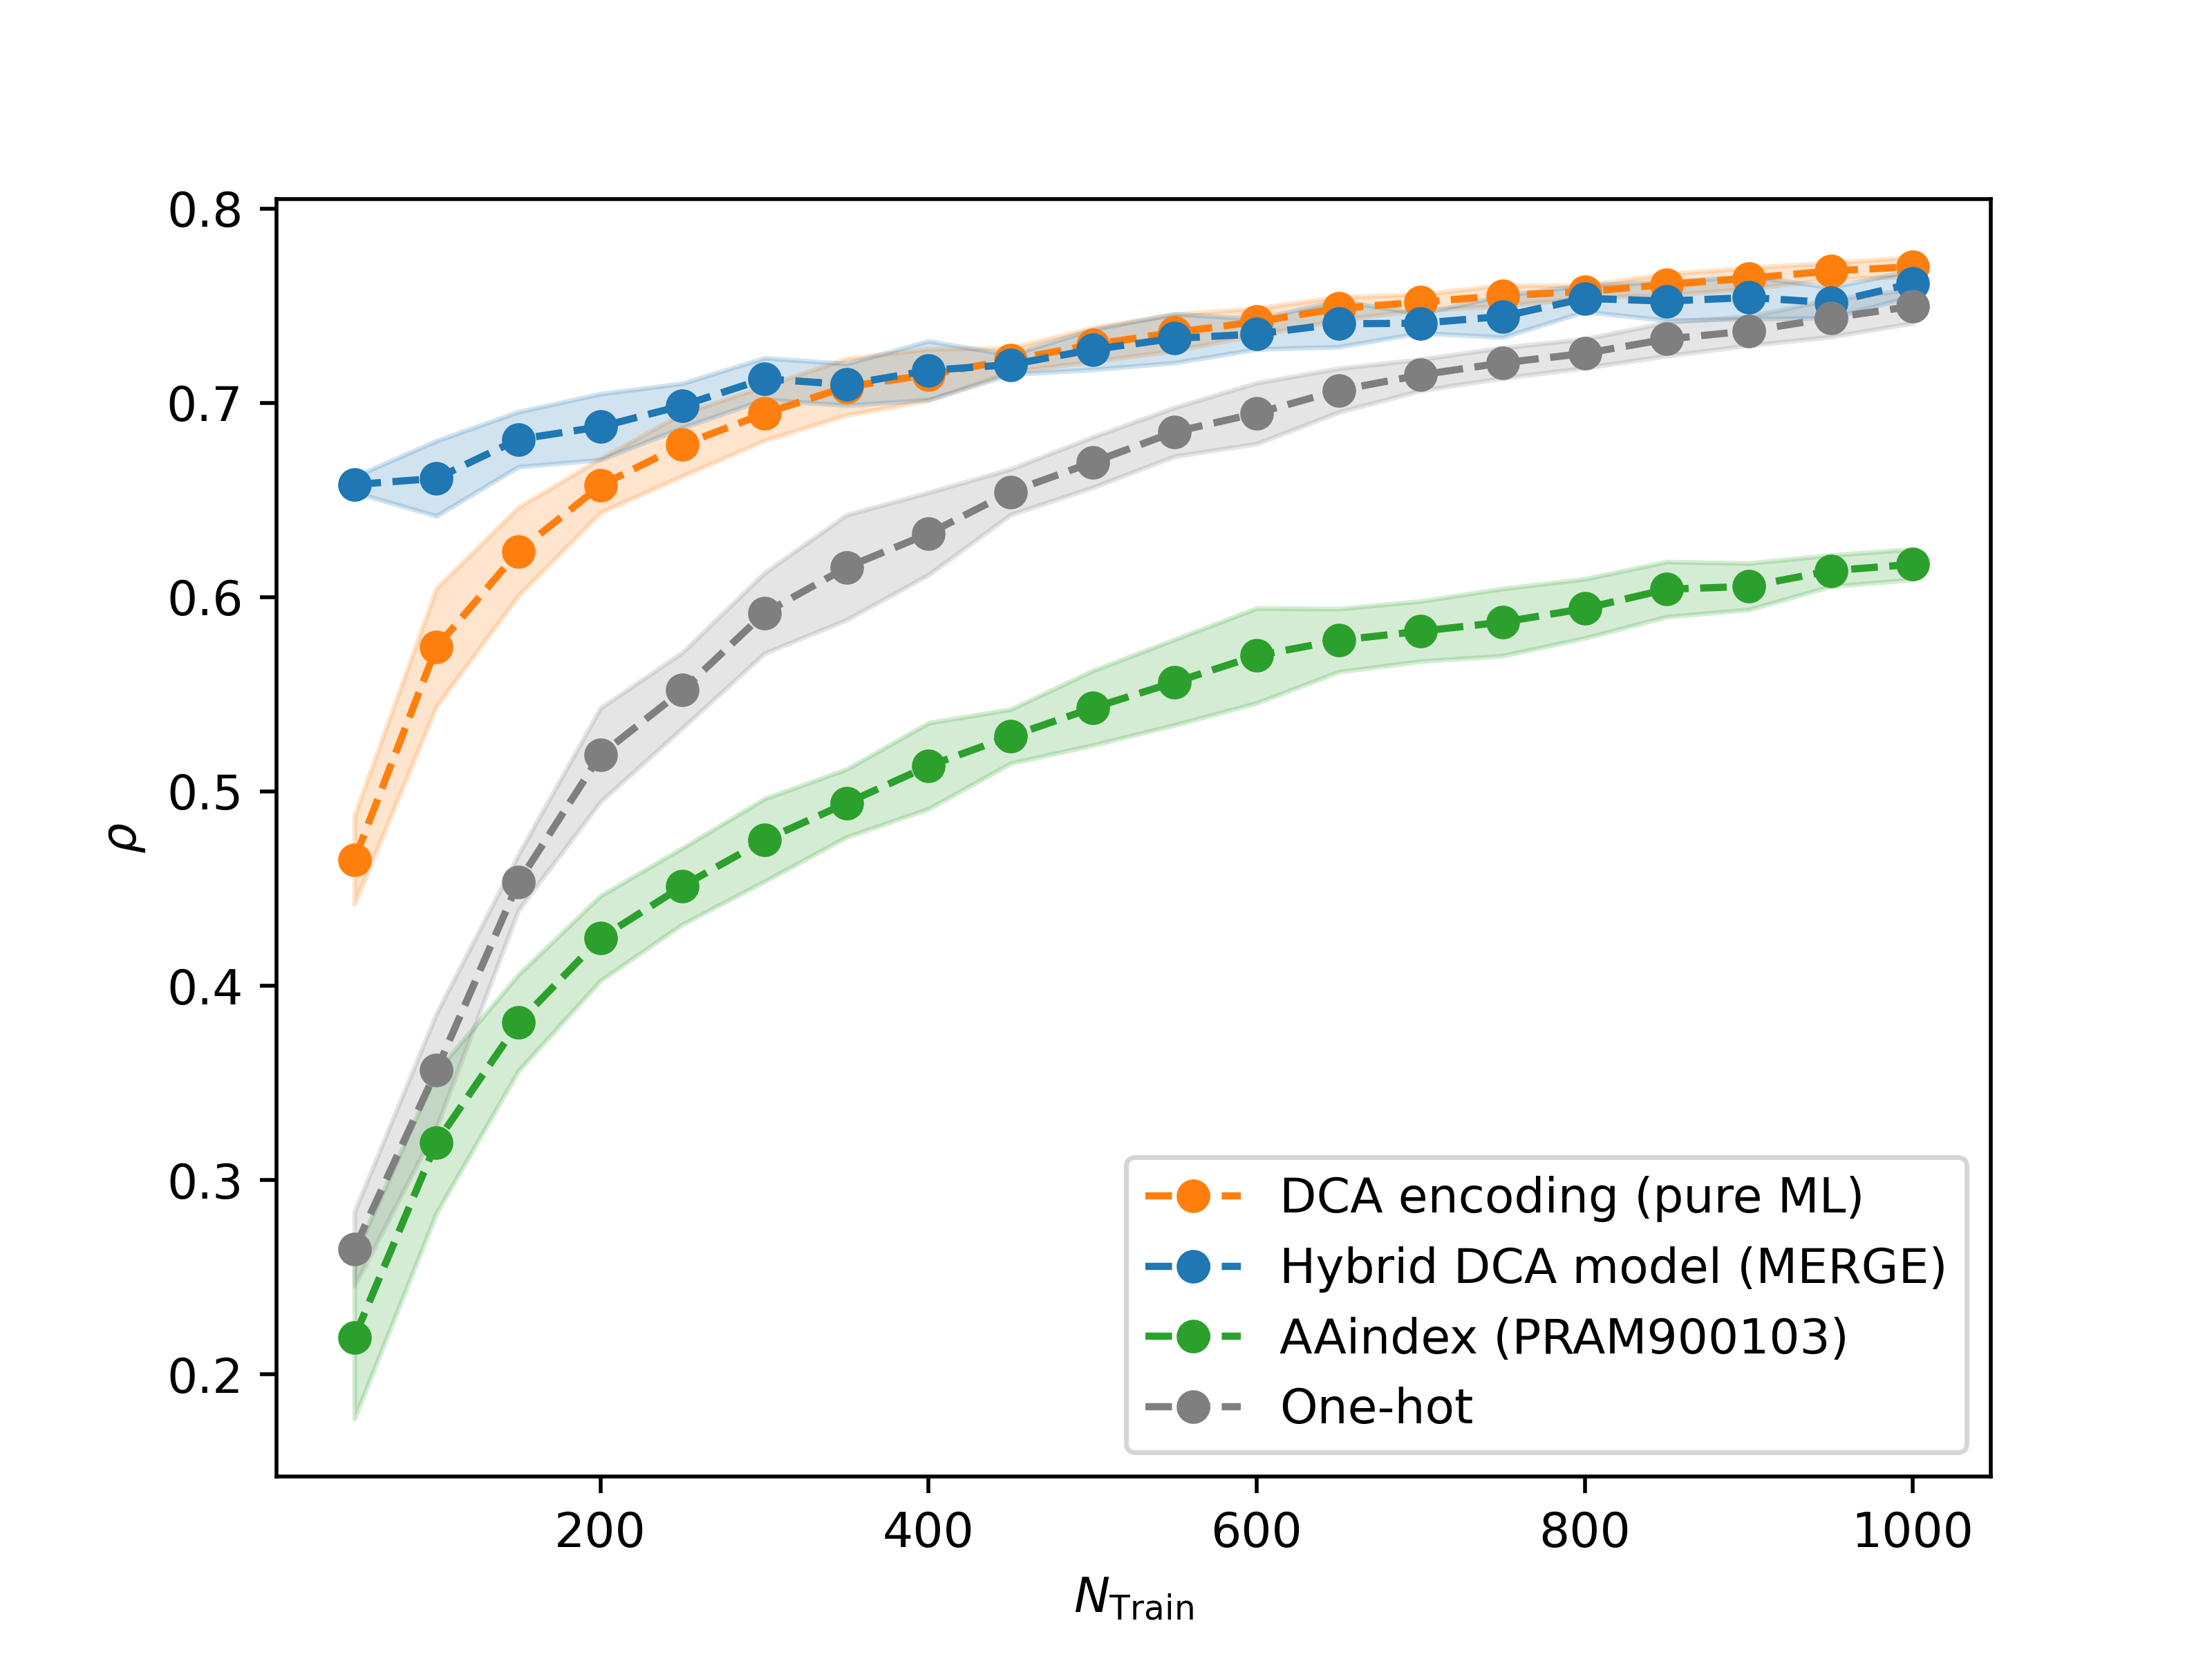 0.8
0.7
0.6
0.5
0.4
0.3
0.2
ρ
DCA encoding (pure ML)
Hybrid DCA model (MERGE)
AAindex (PRAM900103)
One-hot
200 400 600 800 1000
N_Train